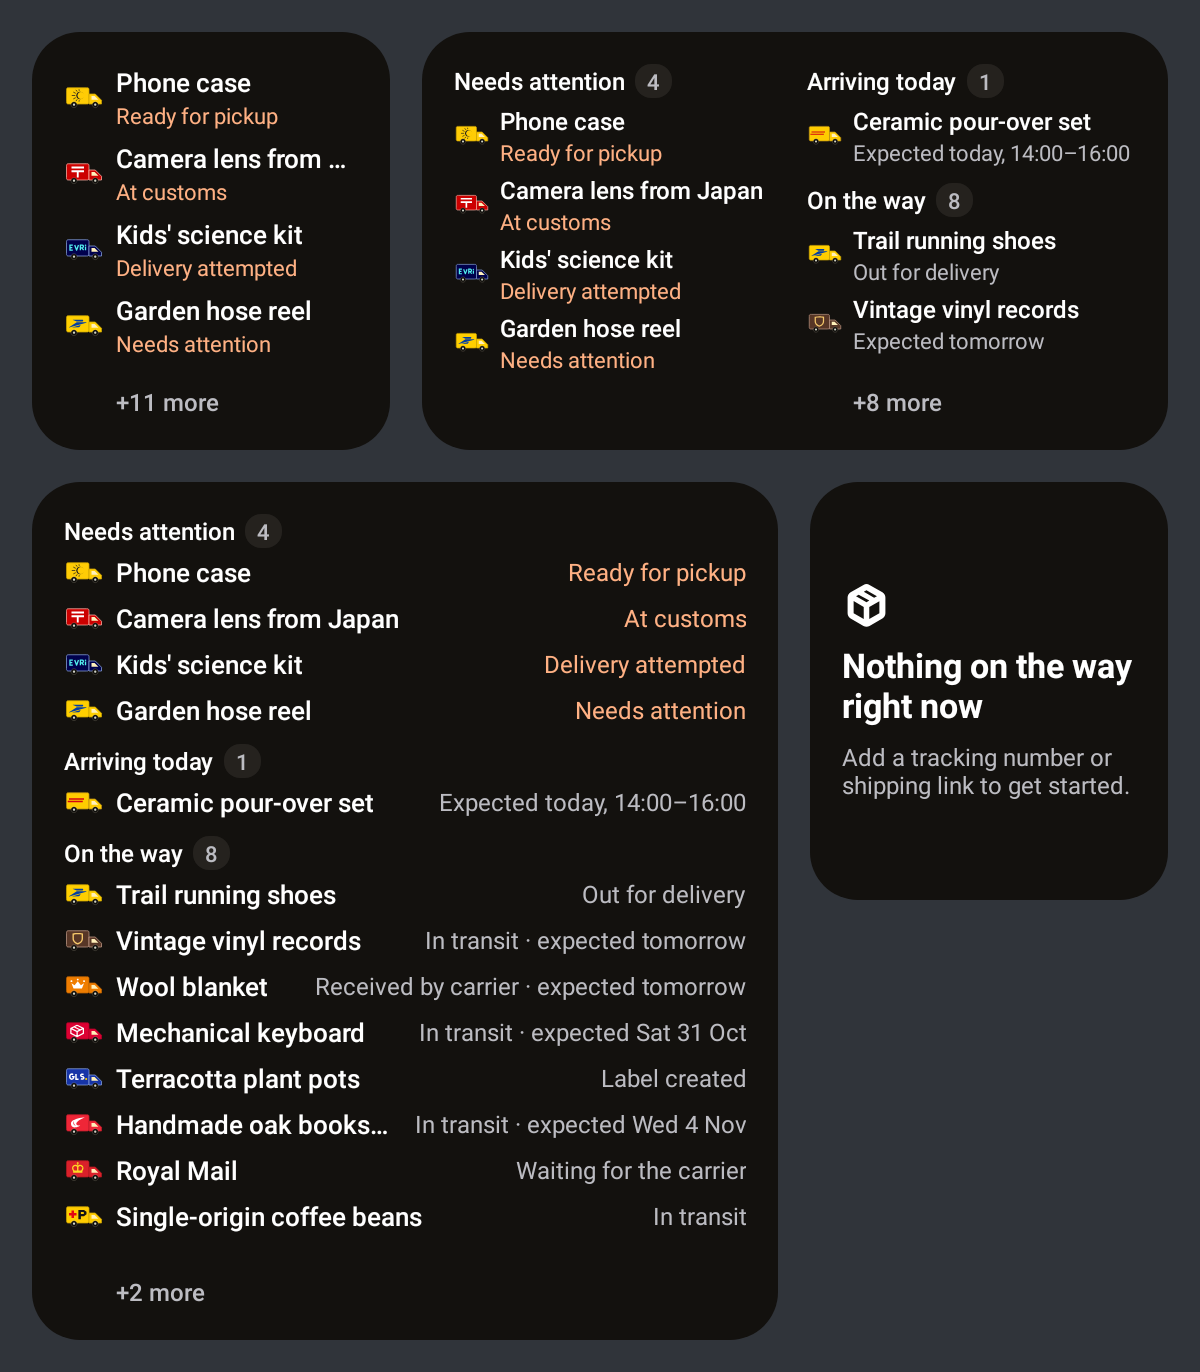 Phone case
Ready for pickup
Camera lens from ...
At customs
EVRi
Kids' science kit
Delivery attempted
Garden hose reel
Needs attention
+11 more
Needs attention 4
Phone case
Ready for pickup
Camera lens from Japan
At customs
EVRi
Kids' science kit
Delivery attempted
Garden hose reel
Needs attention
Arriving today 1
Ceramic pour-over set
Expected today, 14:00–16:00
On the way 8
Trail running shoes
Out for delivery
Vintage vinyl records
Expected tomorrow
+8 more
Needs attention 4
Phone case Ready for pickup
Camera lens from Japan At customs
EVRi Kids' science kit Delivery attempted
Garden hose reel Needs attention
Arriving today 1
Ceramic pour-over set Expected today, 14:00–16:00
On the way 8
Trail running shoes Out for delivery
Vintage vinyl records In transit · expected tomorrow
Wool blanket Received by carrier · expected tomorrow
Mechanical keyboard In transit · expected Sat 31 Oct
GLS. Terracotta plant pots Label created
Handmade oak books... In transit · expected Wed 4 Nov
Royal Mail Waiting for the carrier
+P Single-origin coffee beans In transit
+2 more
Nothing on the way
right now
Add a tracking number or
shipping link to get started.